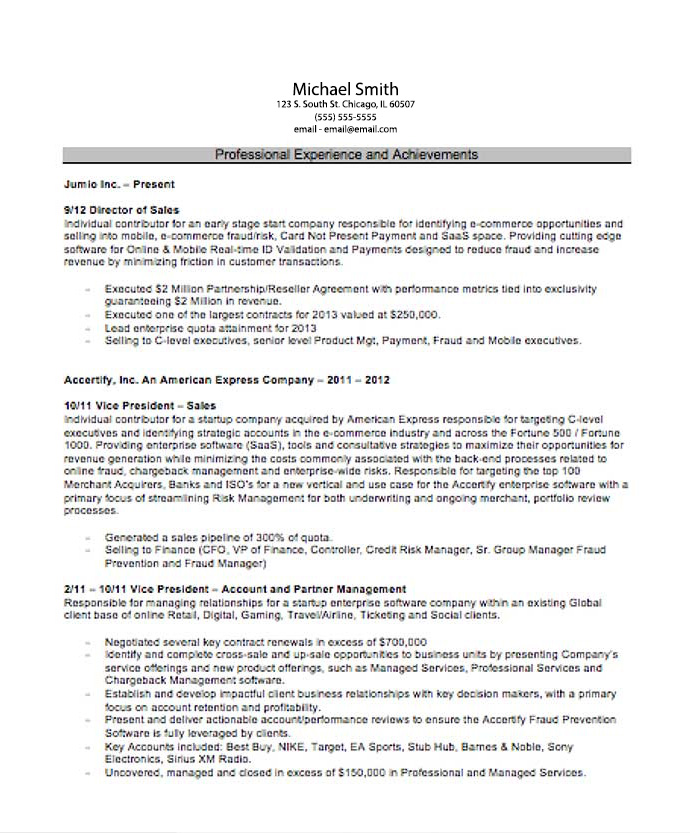 Michael Smith
123 S. South St. Chicago, IL 60507
(555) 555-5555
email - email@email.com
Professional Experience and Achievements
Jumio Inc. – Present
9/12 Director of Sales
Individual contributor for an early stage start company responsible for identifying e-commerce opportunities and
selling into mobile, e-commerce fraud/risk, Card Not Present Payment and SaaS space. Providing cutting edge
software for Online & Mobile Real-time ID Validation and Payments designed to reduce fraud and increase
revenue by minimizing friction in customer transactions.
- Executed $2 Million Partnership/Reseller Agreement with performance metrics tied into exclusivity
guaranteeing $2 Million in revenue.
- Executed one of the largest contracts for 2013 valued at $250,000.
- Lead enterprise quota attainment for 2013
- Selling to C-level executives, senior level Product Mgt, Payment, Fraud and Mobile executives.
Accertify, Inc. An American Express Company – 2011 – 2012
10/11 Vice President – Sales
Individual contributor for a startup company acquired by American Express responsible for targeting C-level
executives and identifying strategic accounts in the e-commerce industry and across the Fortune 500 / Fortune
1000. Providing enterprise software (SaaS), tools and consultative strategies to maximize their opportunities for
revenue generation while minimizing the costs commonly associated with the back-end processes related to
online fraud, chargeback management and enterprise-wide risks. Responsible for targeting the top 100
Merchant Acquirers, Banks and ISO's for a new vertical and use case for the Accertify enterprise software with a
primary focus of streamlining Risk Management for both underwriting and ongoing merchant, portfolio review
processes.
- Generated a sales pipeline of 300% of quota.
- Selling to Finance (CFO, VP of Finance, Controller, Credit Risk Manager, Sr. Group Manager Fraud
Prevention and Fraud Manager)
2/11 – 10/11 Vice President – Account and Partner Management
Responsible for managing relationships for a startup enterprise software company within an existing Global
client base of online Retail, Digital, Gaming, Travel/Airline, Ticketing and Social clients.
- Negotiated several key contract renewals in excess of $700,000
- Identify and complete cross-sale and up-sale opportunities to business units by presenting Company's
service offerings and new product offerings, such as Managed Services, Professional Services and
Chargeback Management software.
- Establish and develop impactful client business relationships with key decision makers, with a primary
focus on account retention and profitability.
- Present and deliver actionable account/performance reviews to ensure the Accertify Fraud Prevention
Software is fully leveraged by clients.
- Key Accounts included: Best Buy, NIKE, Target, EA Sports, Stub Hub, Barnes & Noble, Sony
Electronics, Sirius XM Radio.
- Uncovered, managed and closed in excess of $150,000 in Professional and Managed Services.